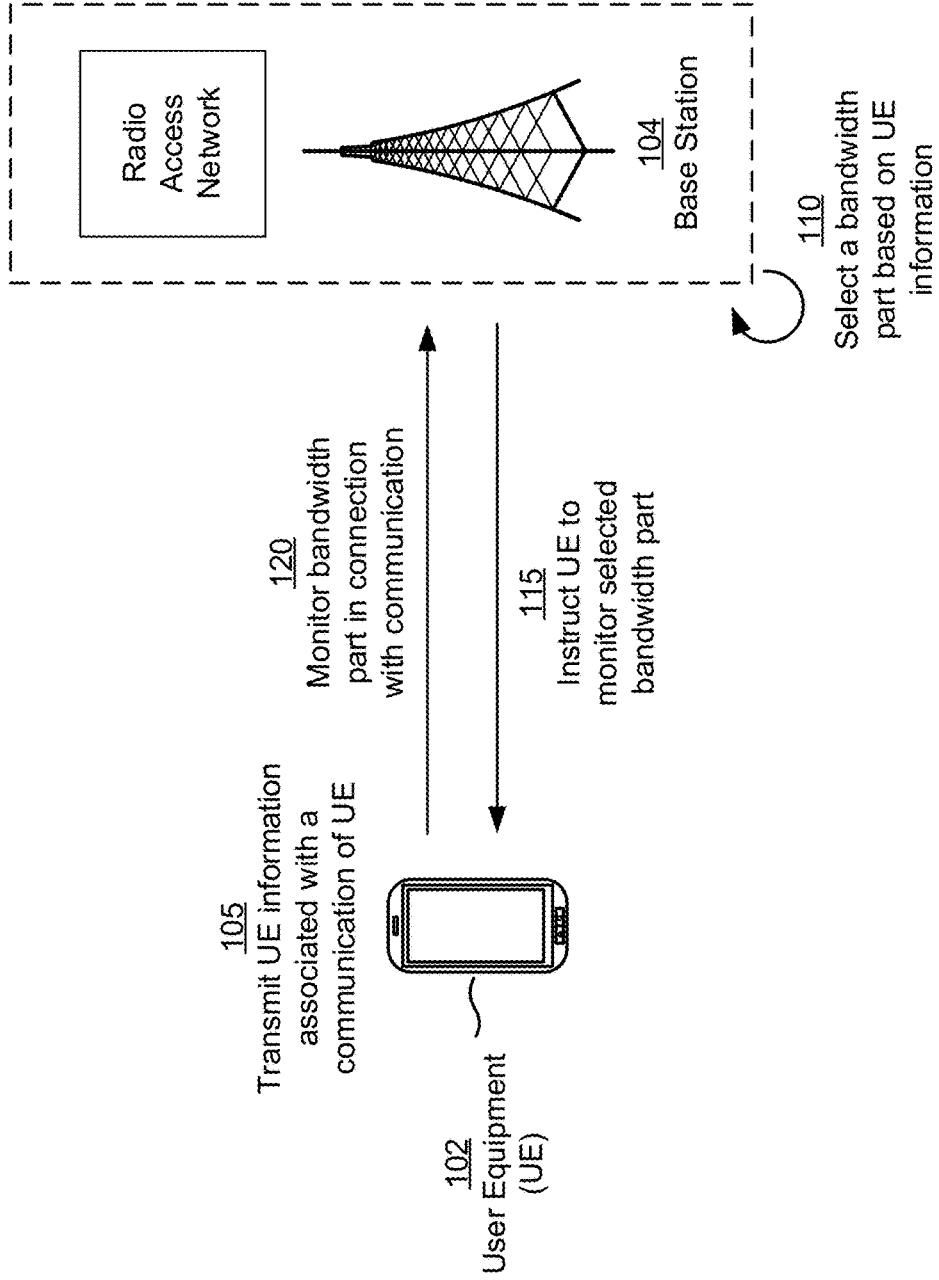 105
Transmit UE information
associated with a
communication of UE
102
User Equipment
(UE)
120
Monitor bandwidth
part in connection
with communication
115
Instruct UE to
monitor selected
bandwidth part
Radio
Access
Network
104
Base Station
110
Select a bandwidth
part based on UE
information